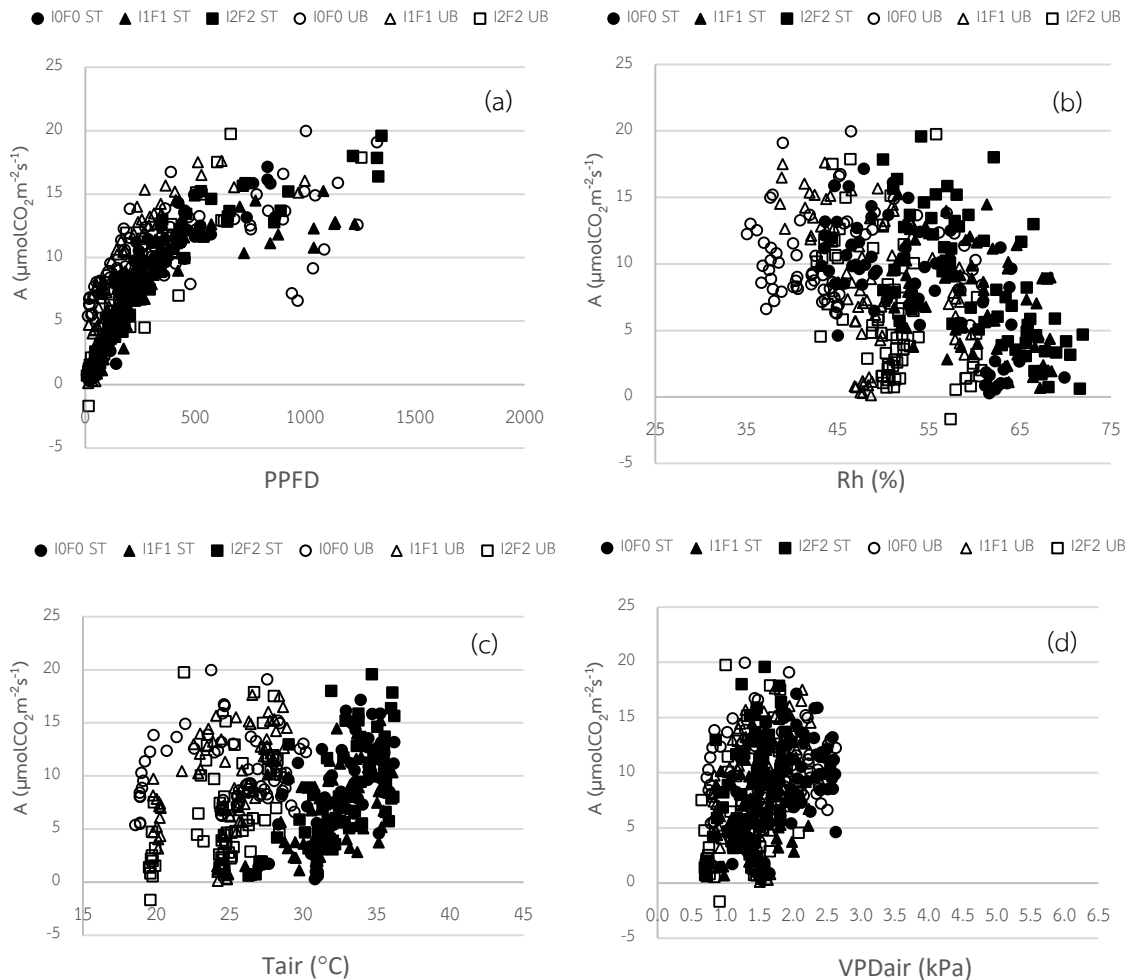 I0F0 ST I1F1 ST I2F2 ST I0F0 UB I1F1 UB I2F2 UB
25
20
15
10
5
0
-5
0 500 1000 1500 2000
A (µmolCO₂m⁻²s⁻¹)
PPFD
(a)
I0F0 ST I1F1 ST I2F2 ST I0F0 UB I1F1 UB I2F2 UB
25
20
15
10
5
0
-5
25 35 45 55 65 75
A (µmolCO₂m⁻²s⁻¹)
Rh (%)
(b)
I0F0 ST I1F1 ST I2F2 ST I0F0 UB I1F1 UB I2F2 UB
25
20
15
10
5
0
-5
15 20 25 30 35 40 45
A (µmolCO₂m⁻²s⁻¹)
Tair (°C)
(c)
I0F0 ST I1F1 ST I2F2 ST I0F0 UB I1F1 UB I2F2 UB
25
20
15
10
5
0
-5
0.0 0.5 1.0 1.5 2.0 2.5 3.0 3.5 4.0 4.5 5.0 5.5 6.0 6.5
A (µmolCO₂m⁻²s⁻¹)
VPDair (kPa)
(d)